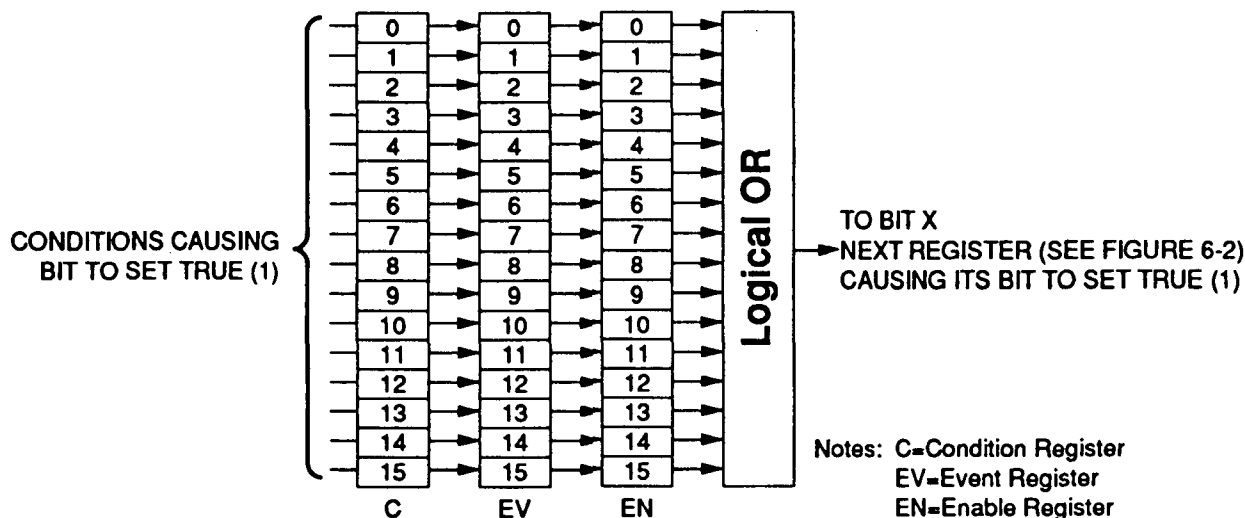 0 0 0
1 1 1
2 2 2
3 3 3
4 4 4
5 5 5
6 6 6
7 7 7
8 8 8
9 9 9
10 10 10
11 11 11
12 12 12
13 13 13
14 14 14
15 15 15
C EV EN
CONDITIONS CAUSING
BIT TO SET TRUE (1)
Logical OR
TO BIT X
NEXT REGISTER (SEE FIGURE 6-2)
CAUSING ITS BIT TO SET TRUE (1)
Notes: C=Condition Register
EV=Event Register
EN=Enable Register